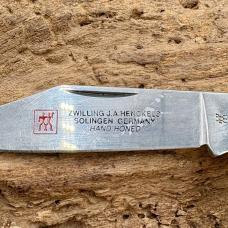 ZWILLING J.A. HENCKELS
SOLINGEN GERMANY
HAND HONED